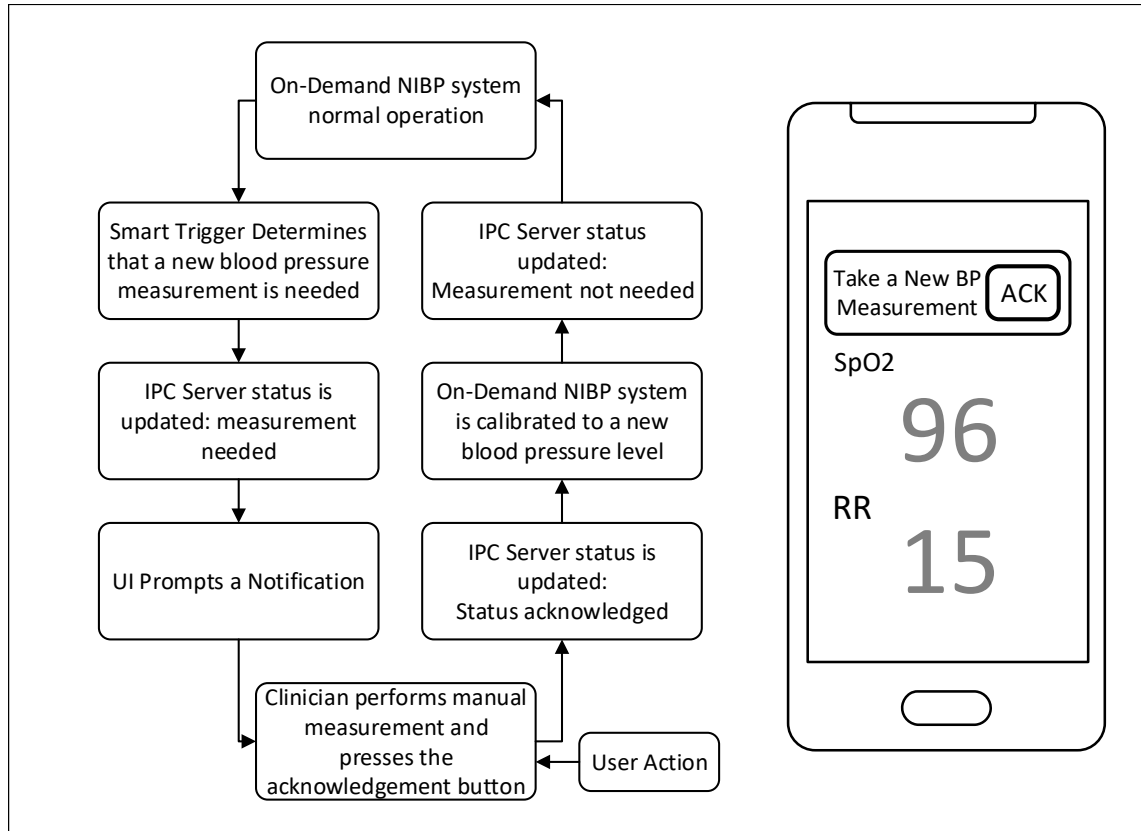 On-Demand NIBP system
normal operation
Smart Trigger Determines
that a new blood pressure
measurement is needed
IPC Server status is
updated: measurement
needed
UI Prompts a Notification
Clinician performs manual
measurement and
presses the
acknowledgement button
User Action
IPC Server status is
updated:
Status acknowledged
On-Demand NIBP system
is calibrated to a new
blood pressure level
IPC Server status
updated:
Measurement not needed
Take a New BP
Measurement
ACK
SpO2
96
RR
15